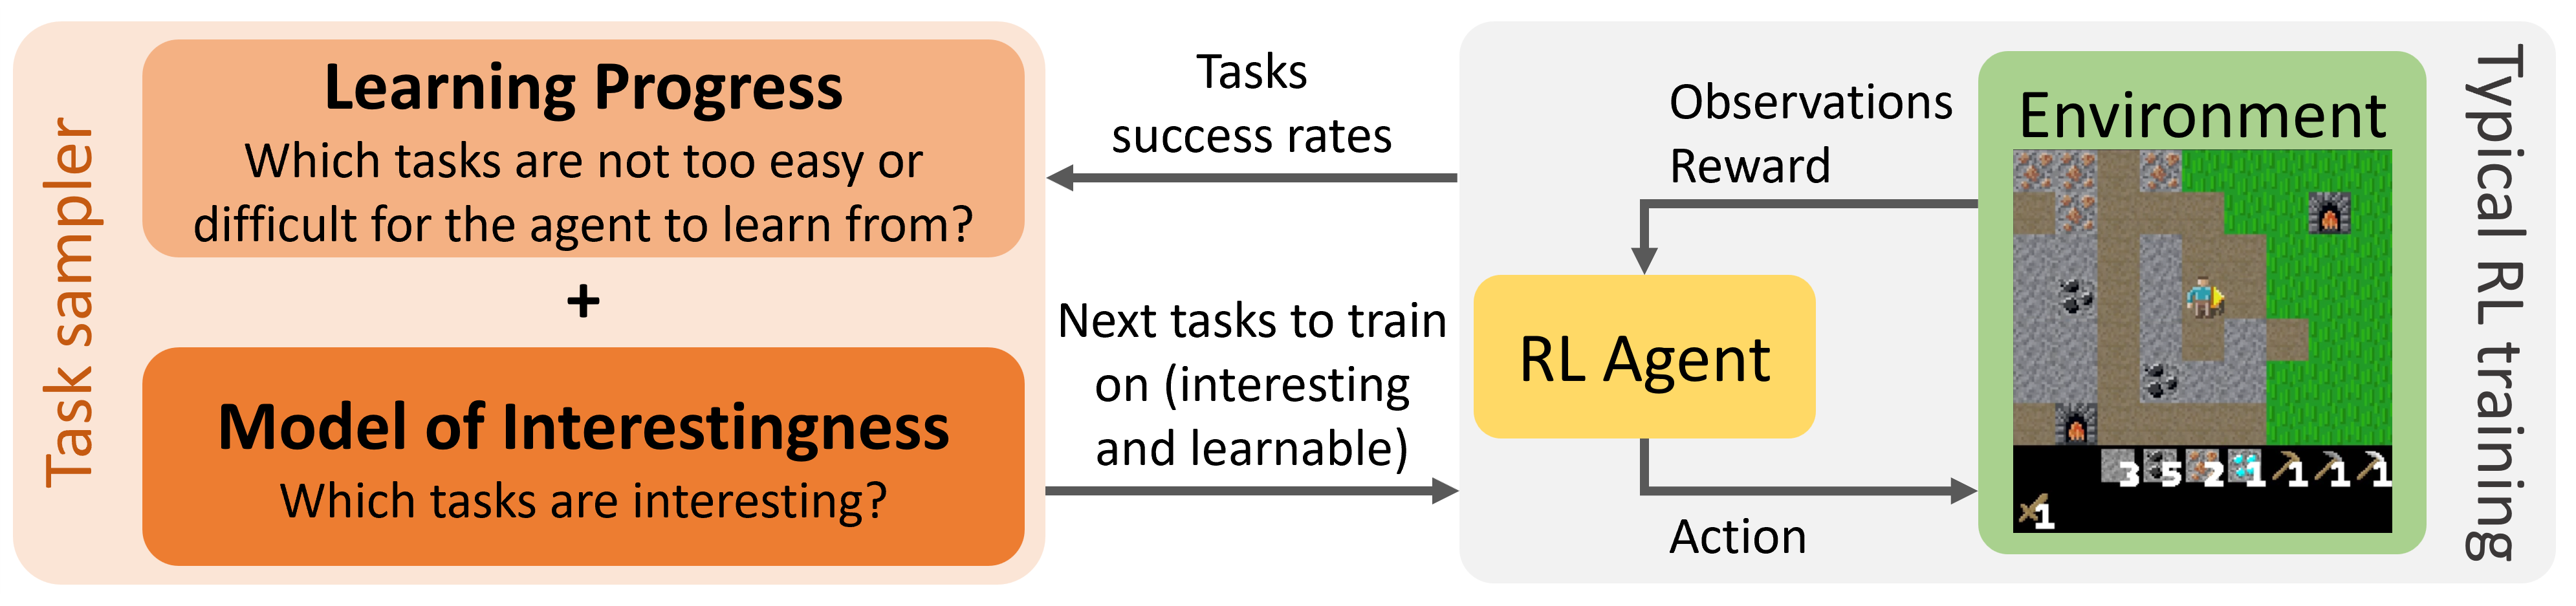 Task sampler
Learning Progress
Which tasks are not too easy or
difficult for the agent to learn from?
+
Model of Interestingness
Which tasks are interesting?
Tasks
success rates
Next tasks to train
on (interesting
and learnable)
Observations
Reward
RL Agent
Action
Environment
3 5 2 1 1 1 1
1
Typical RL training